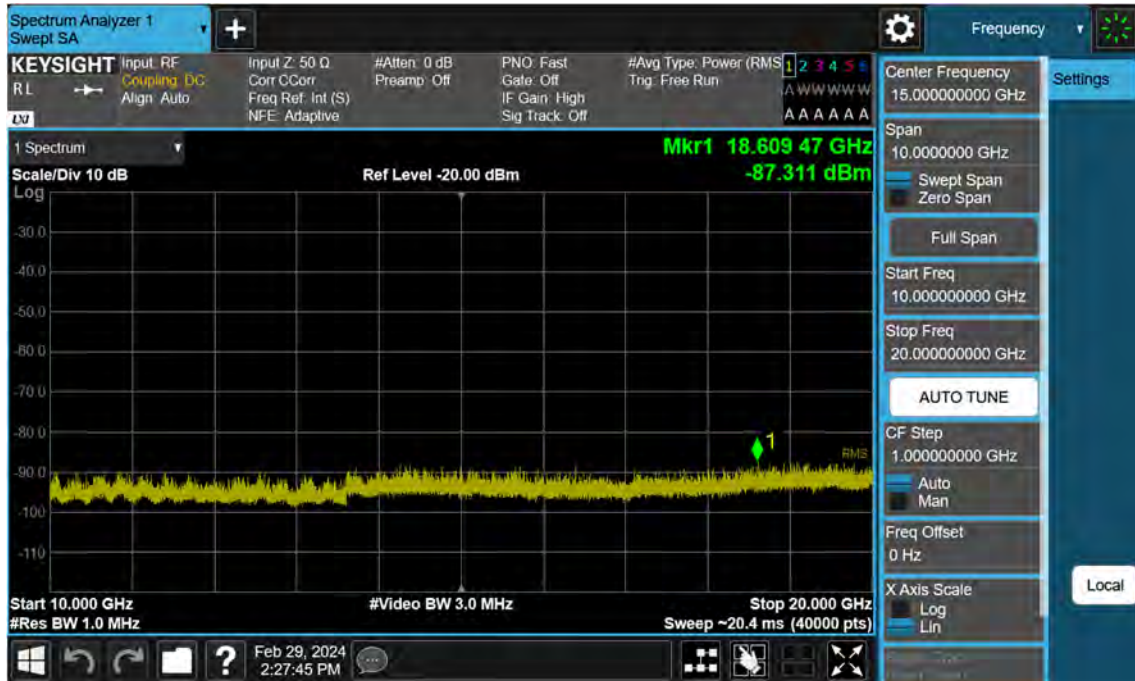 Spectrum Analyzer 1
Swept SA
Frequency
KEYSIGHT
RL
LXI
Input: RF
Coupling: DC
Align: Auto
Input Z: 50 Ω
Corr CCorr
Freq Ref: Int (S)
NFE: Adaptive
#Atten: 0 dB
Preamp: Off
PNO: Fast
Gate: Off
IF Gain: High
Sig Track: Off
#Avg Type: Power (RMS
Trig: Free Run
1 2 3 4 5 6
A W W W W W
A A A A A A
1 Spectrum
Scale/Div 10 dB
Ref Level -20.00 dBm
Mkr1 18.609 47 GHz
-87.311 dBm
Log
-30.0
-40.0
-50.0
-60.0
-70.0
-80.0
-90.0
-100
-110
1
RMS
Start 10.000 GHz
#Video BW 3.0 MHz
Stop 20.000 GHz
#Res BW 1.0 MHz
Sweep ~20.4 ms (40000 pts)
Feb 29, 2024
2:27:45 PM
Center Frequency
15.000000000 GHz
Settings
Span
10.0000000 GHz
Swept Span
Zero Span
Full Span
Start Freq
10.000000000 GHz
Stop Freq
20.000000000 GHz
AUTO TUNE
CF Step
1.000000000 GHz
Auto
Man
Freq Offset
0 Hz
X Axis Scale
Log
Lin
Local